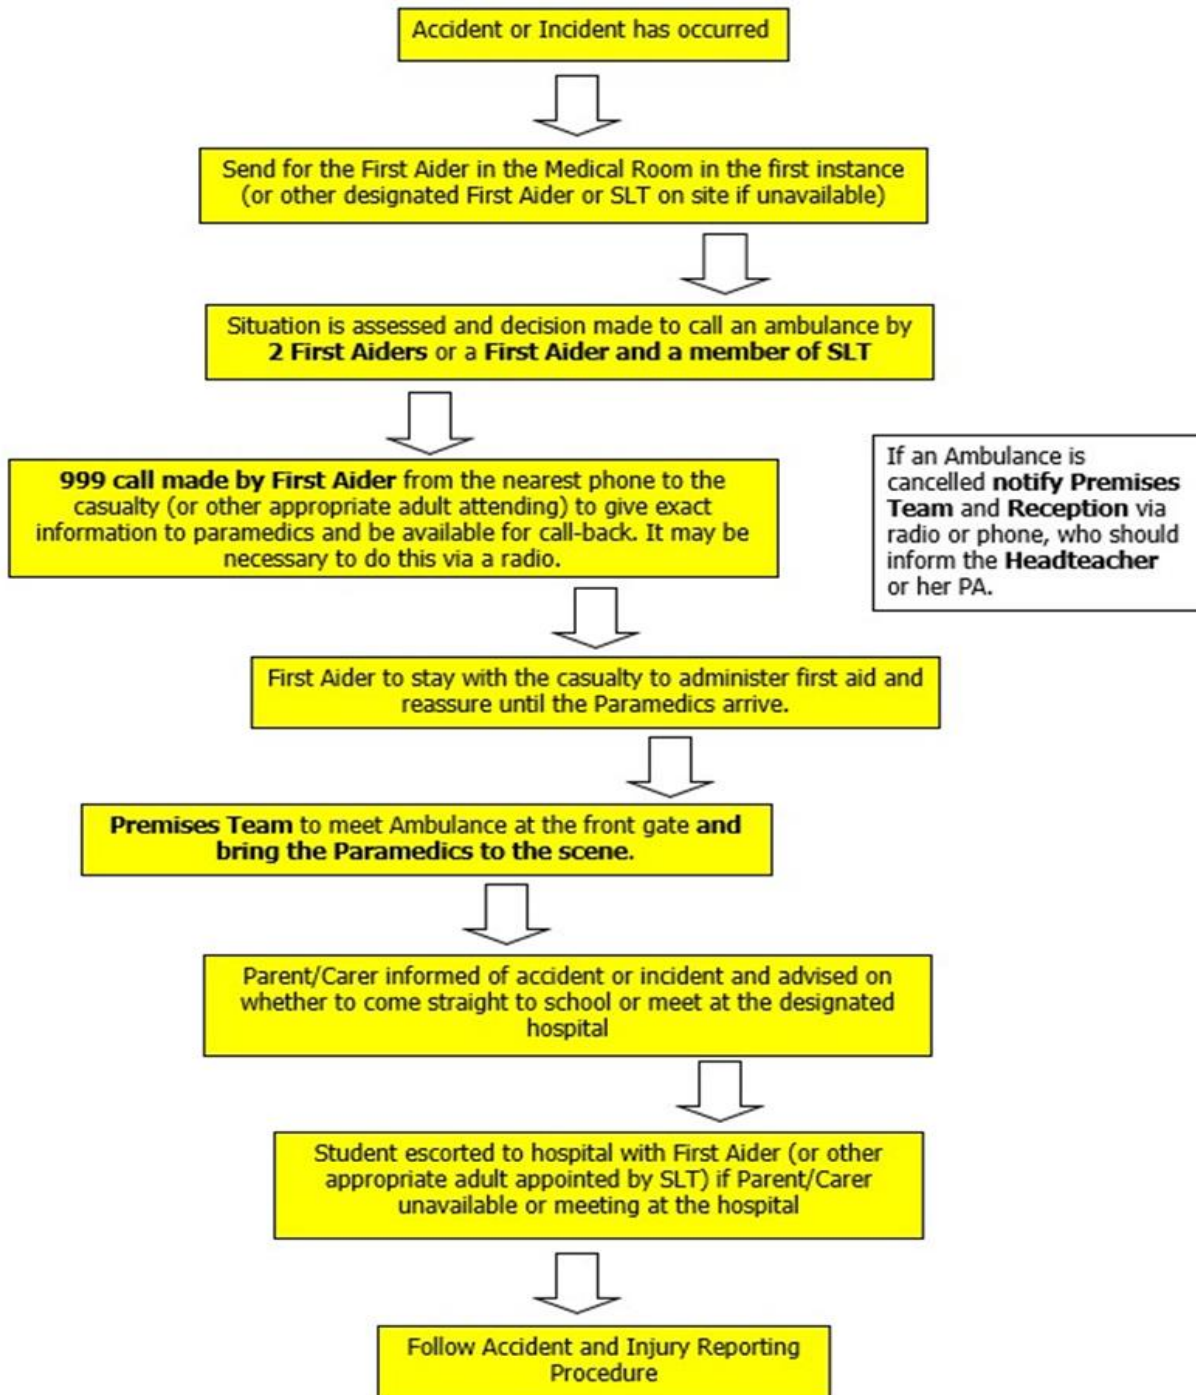 Accident or Incident has occurred
Send for the First Aider in the Medical Room in the first instance
(or other designated First Aider or SLT on site if unavailable)
Situation is assessed and decision made to call an ambulance by
2 First Aiders or a First Aider and a member of SLT
999 call made by First Aider from the nearest phone to the
casualty (or other appropriate adult attending) to give exact
information to paramedics and be available for call-back. It may be
necessary to do this via a radio.
If an Ambulance is
cancelled notify Premises
Team and Reception via
radio or phone, who should
inform the Headteacher
or her PA.
First Aider to stay with the casualty to administer first aid and
reassure until the Paramedics arrive.
Premises Team to meet Ambulance at the front gate and
bring the Paramedics to the scene.
Parent/Carer informed of accident or incident and advised on
whether to come straight to school or meet at the designated
hospital
Student escorted to hospital with First Aider (or other
appropriate adult appointed by SLT) if Parent/Carer
unavailable or meeting at the hospital
Follow Accident and Injury Reporting
Procedure